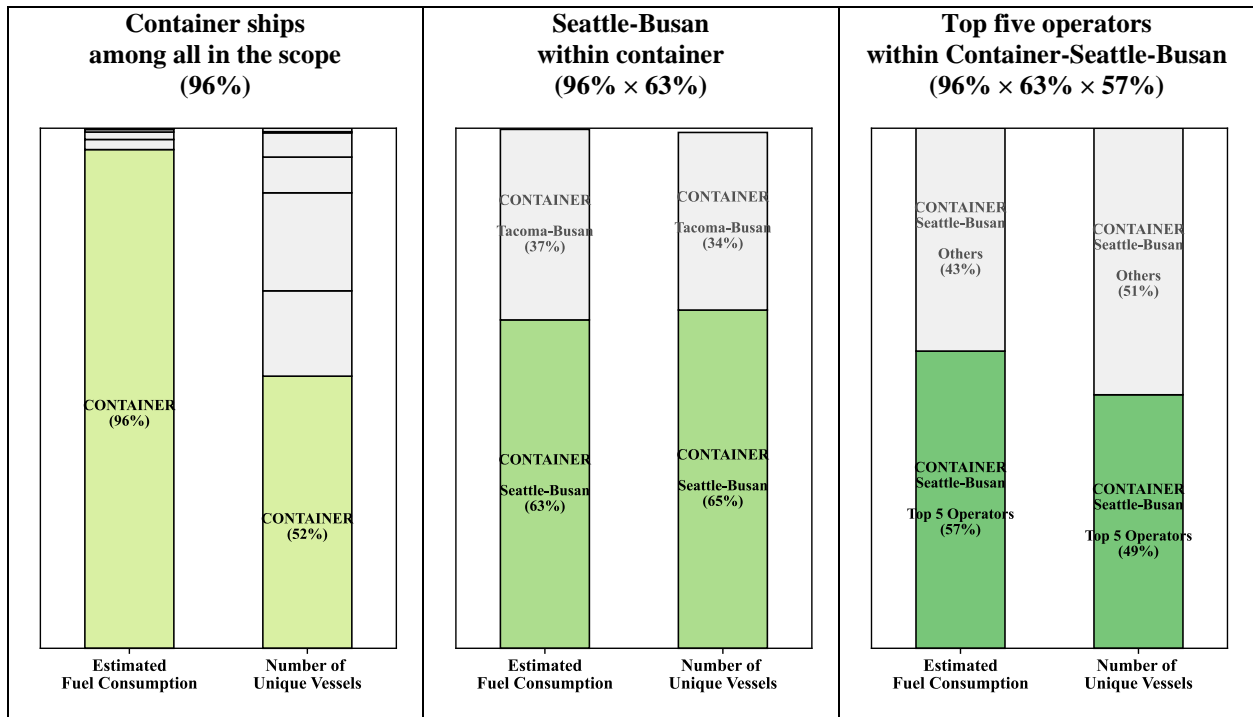 Container ships
among all in the scope
(96%)
CONTAINER
(96%)
CONTAINER
(52%)
Estimated
Fuel Consumption
Number of
Unique Vessels
Seattle-Busan
within container
(96% × 63%)
CONTAINER
Tacoma-Busan
(37%)
CONTAINER
Tacoma-Busan
(34%)
CONTAINER
Seattle-Busan
(63%)
CONTAINER
Seattle-Busan
(65%)
Estimated
Fuel Consumption
Number of
Unique Vessels
Top five operators
within Container-Seattle-Busan
(96% × 63% × 57%)
CONTAINER
Seattle-Busan
Others
(43%)
CONTAINER
Seattle-Busan
Others
(51%)
CONTAINER
Seattle-Busan
Top 5 Operators
(57%)
CONTAINER
Seattle-Busan
Top 5 Operators
(49%)
Estimated
Fuel Consumption
Number of
Unique Vessels